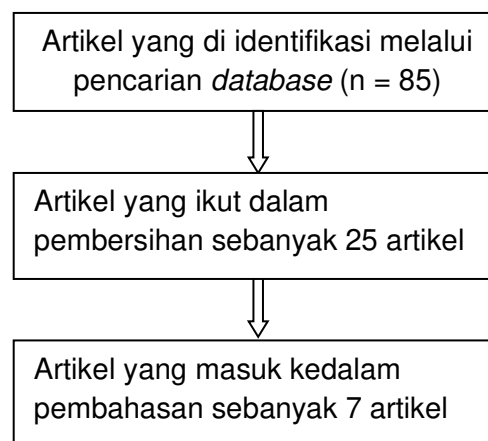 Artikel yang di identifikasi melalui
pencarian database (n = 85)
Artikel yang ikut dalam
pembersihan sebanyak 25 artikel
Artikel yang masuk kedalam
pembahasan sebanyak 7 artikel